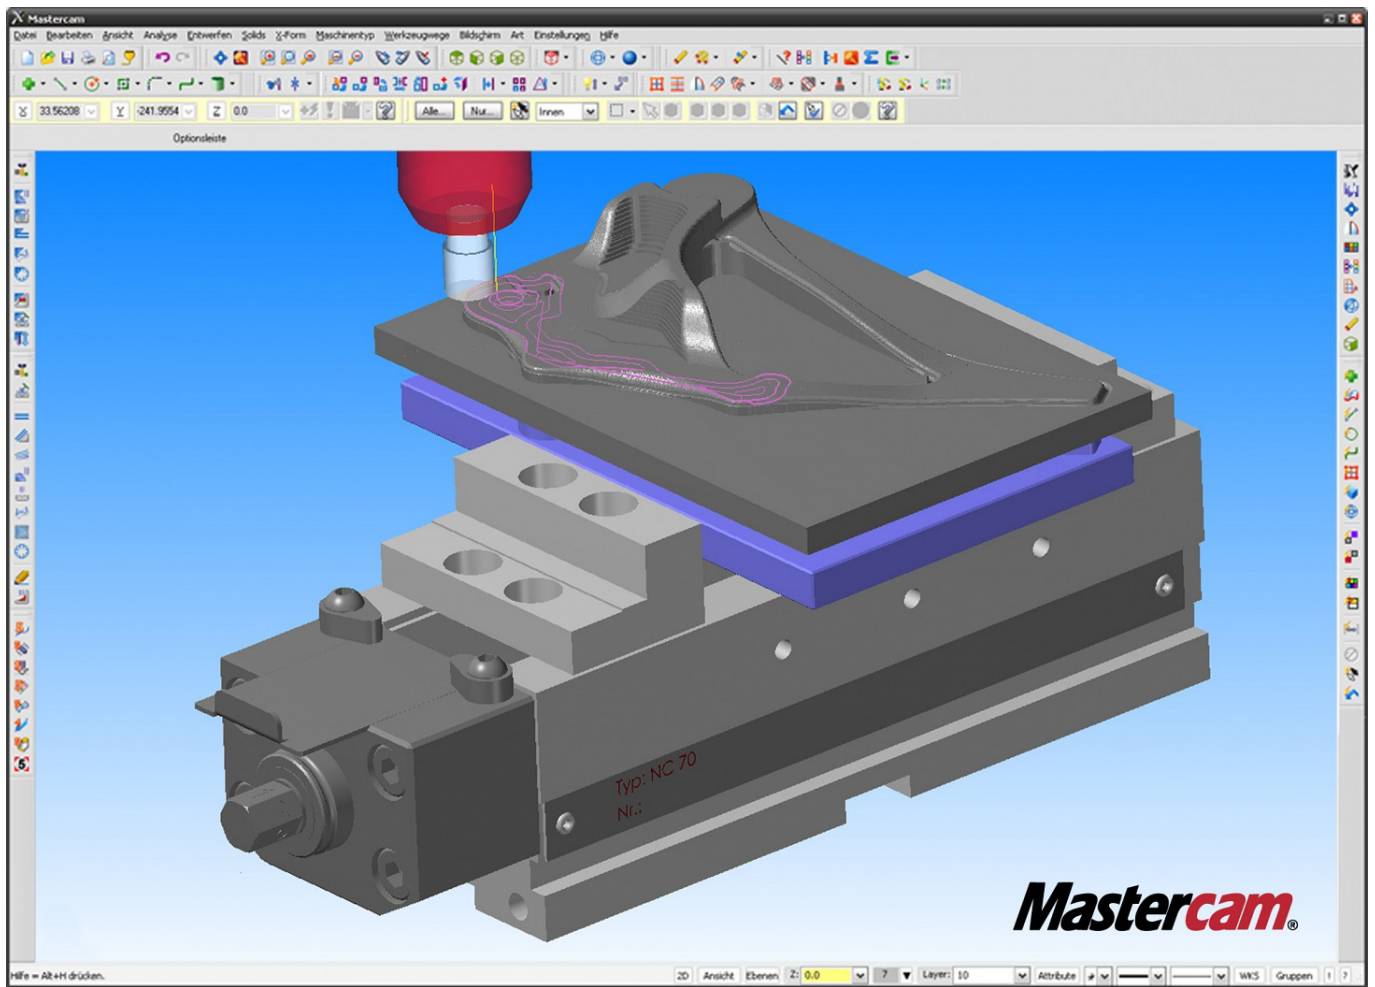 Mastercam
Datei Bearbeiten Ansicht Analyse Entwerfen Solids X-Form Maschinentyp Werkzeugwege Bildschirm Art Einstellungen Hilfe
X 33.56208 Y -241.9554 Z 0.0 Alle... Nur... Innen
Optionsleiste
5
Typ: NC 70
Nr.:
Mastercam®
Hilfe = Alt+H drücken. 2D Ansicht Ebenen Z: 0.0 7 Layer: 10 Attribute WKS Gruppen ! ?